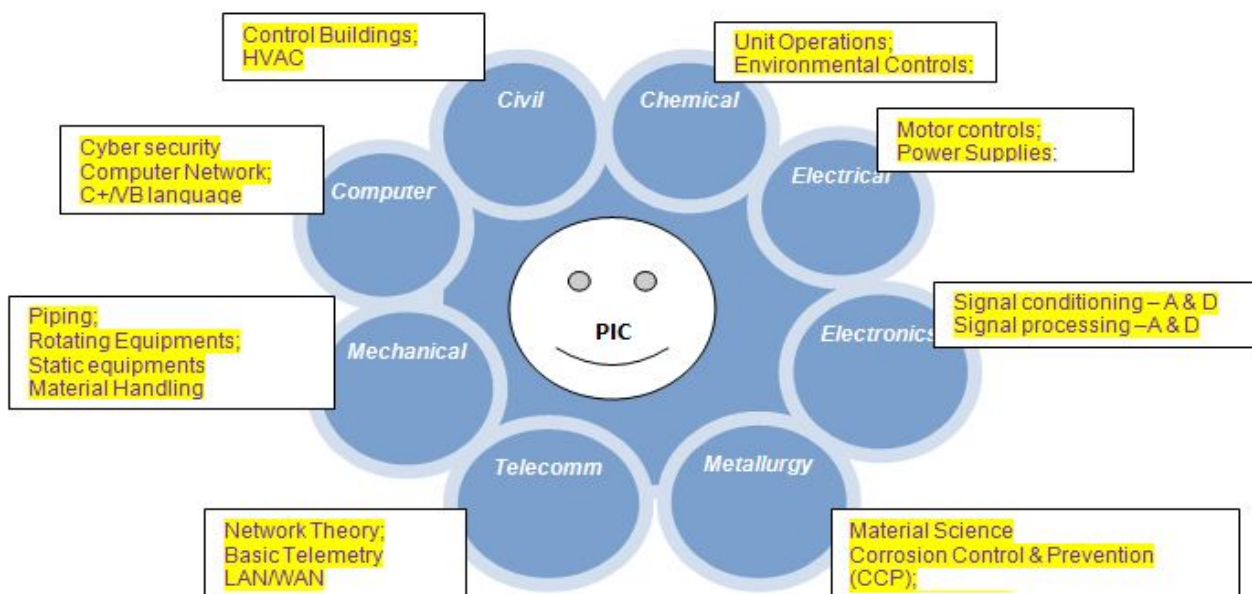 Control Buildings;
HVAC
Unit Operations;
Environmental Controls;
Civil
Chemical
Cyber security
Computer Network;
C+/VB language
Motor controls;
Power Supplies;
Computer
Electrical
Piping;
Rotating Equipments;
Static equipments
Material Handling
Signal conditioning – A & D
Signal processing –A & D
PIC
Mechanical
Electronics
Telecomm
Metallurgy
Network Theory;
Basic Telemetry
LAN/WAN
Material Science
Corrosion Control & Prevention
(CCP);